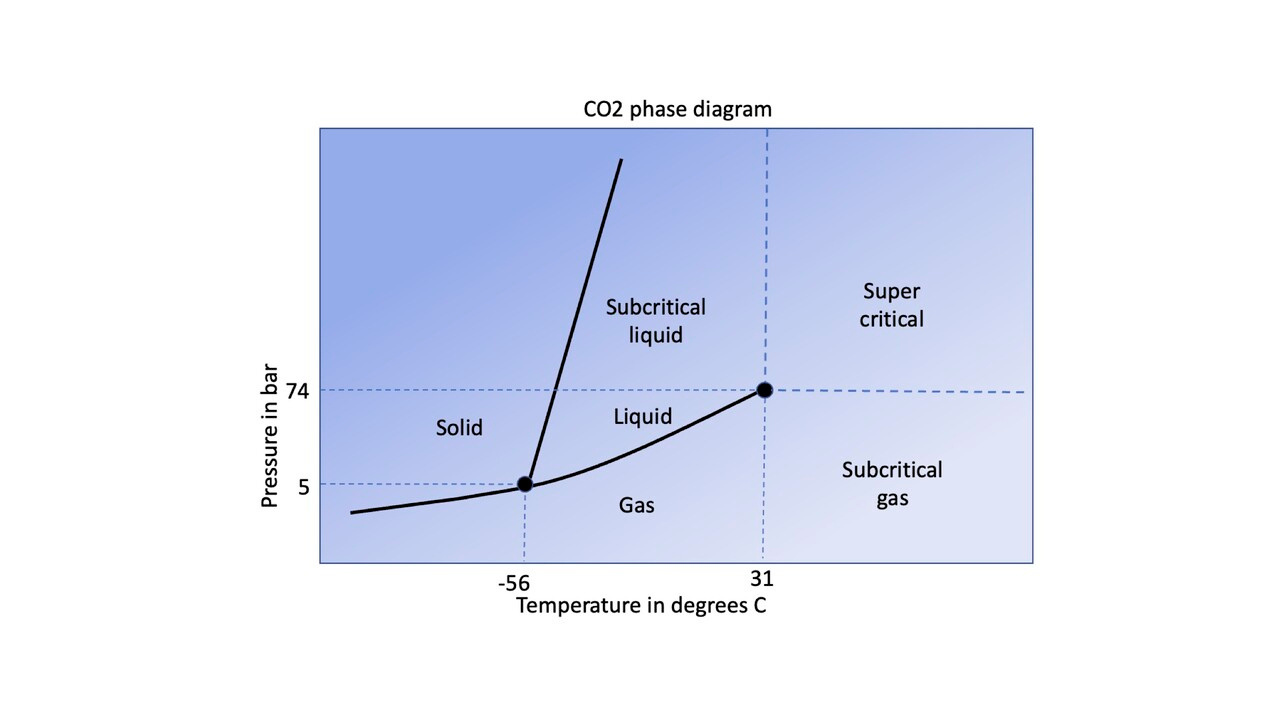 CO2 phase diagram
Super
critical
Subcritical
liquid
74
Liquid
Solid
Subcritical
gas
5
Gas
Pressure in bar
-56
31
Temperature in degrees C